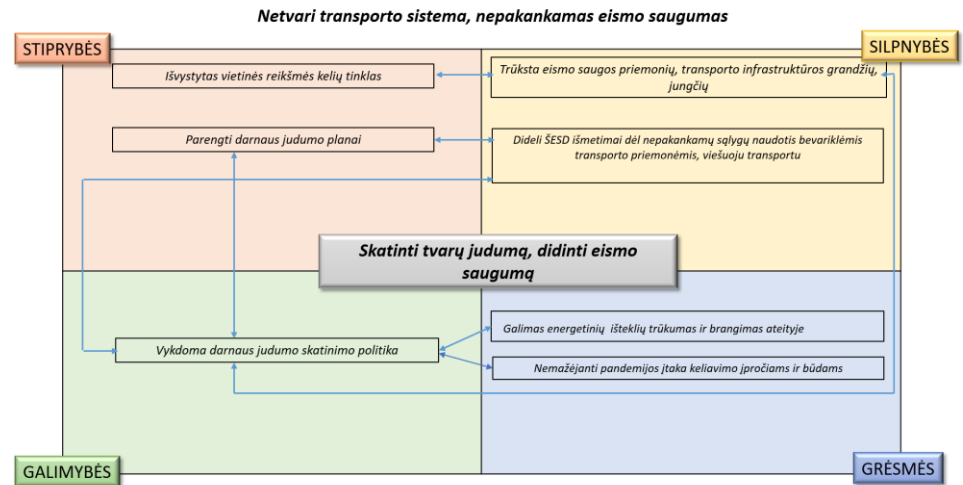 Netvari transporto sistema, nepakankamas eismo saugumas
STIPRYBĖS
SILPNYBĖS
Išvystytas vietinės reikšmės kelių tinklas
Trūksta eismo saugos priemonių, transporto infrastruktūros grandžių,
jungčių
Parengti darnaus judumo planai
Dideli ŠESD išmetimai dėl nepakankamų sąlygų naudotis bevariklėmis
transporto priemonėmis, viešuoju transportu
Skatinti tvarų judumą, didinti eismo
saugumą
Vykdoma darnaus judumo skatinimo politika
Galimas energetinių išteklių trūkumas ir brangimas ateityje
Nemažėjanti pandemijos įtaka keliavimo įpročiams ir būdams
GALIMYBĖS
GRĖSMĖS